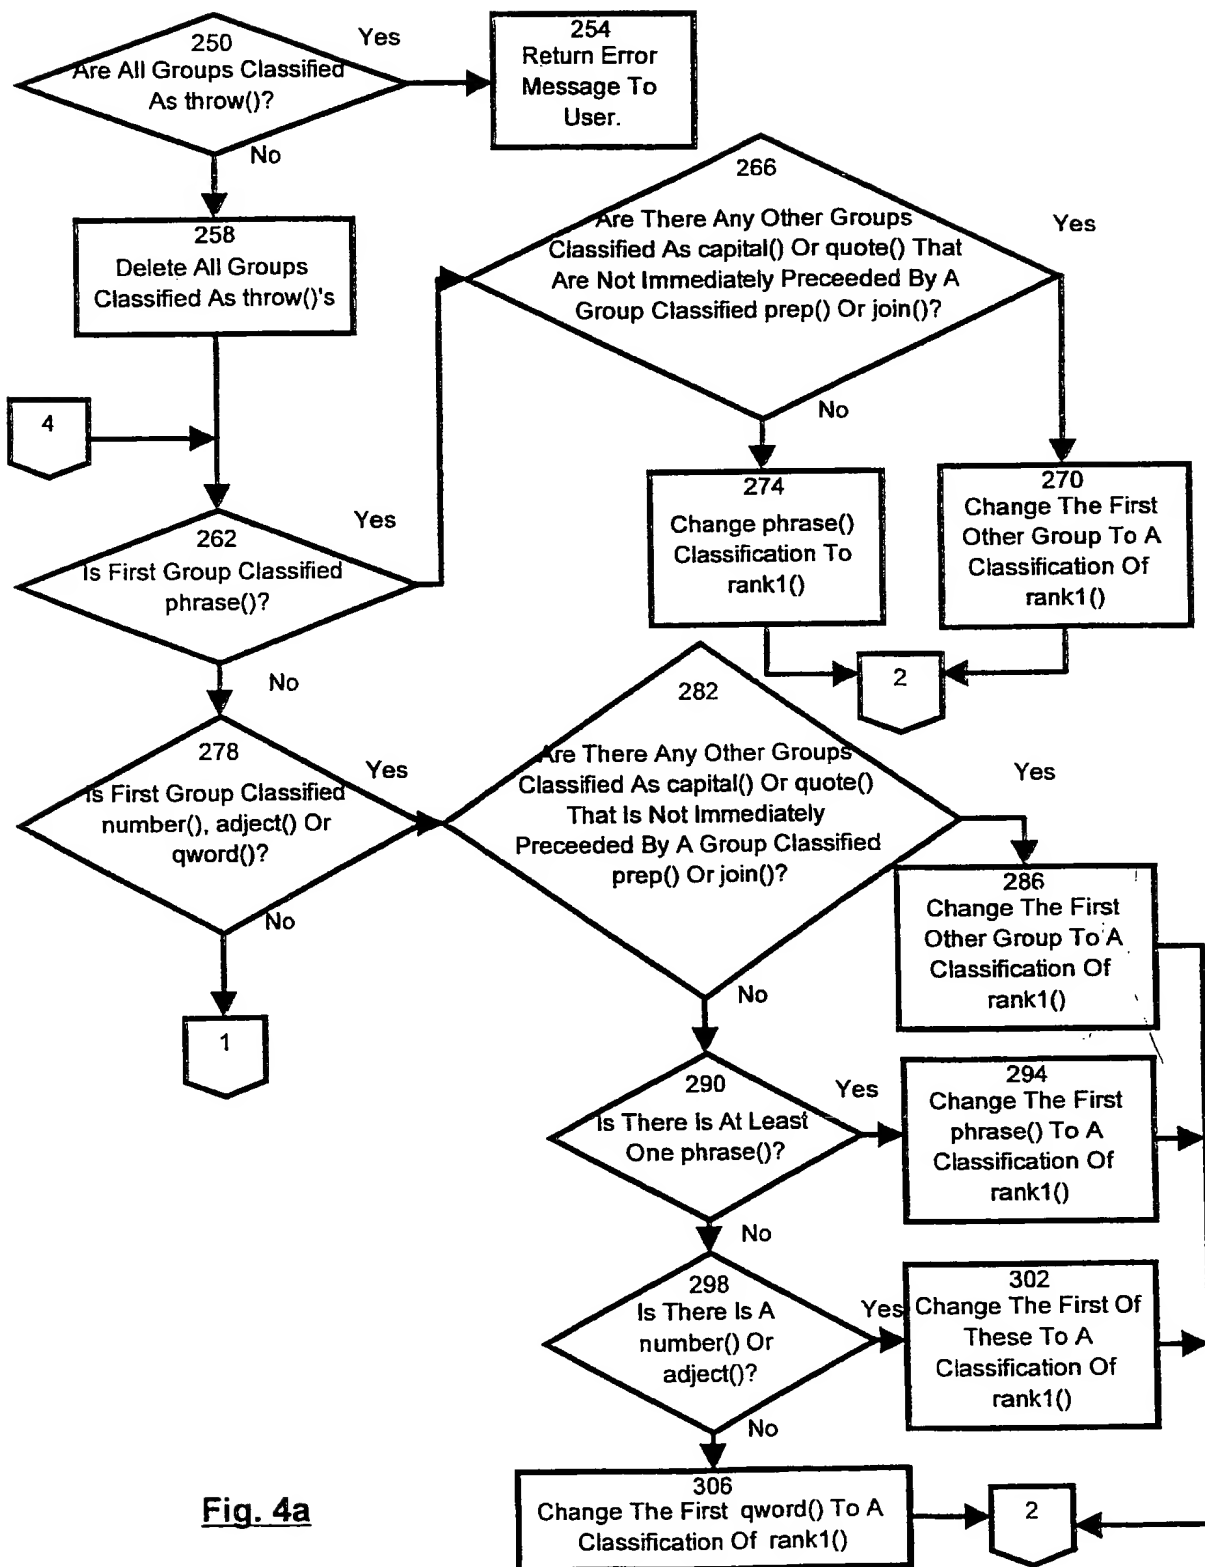 250
Are All Groups Classified
As throw()?
Yes
No
254
Return Error
Message To
User.
258
Delete All Groups
Classified As throw()'s
4
262
Is First Group Classified
phrase()?
Yes
No
266
Are There Any Other Groups
Classified As capital() Or quote() That
Are Not Immediately Preceeded By A
Group Classified prep() Or join()?
Yes
No
274
Change phrase()
Classification To
rank1()
270
Change The First
Other Group To A
Classification Of
rank1()
2
278
Is First Group Classified
number(), adject() Or
qword()?
Yes
No
1
282
Are There Any Other Groups
Classified As capital() Or quote()
That Is Not Immediately
Preceeded By A Group Classified
prep() Or join()?
Yes
No
286
Change The First
Other Group To A
Classification Of
rank1()
290
Is There Is At Least
One phrase()?
Yes
No
294
Change The First
phrase() To A
Classification Of
rank1()
298
Is There Is A
number() Or
adject()?
Yes
No
302
Change The First Of
These To A
Classification Of
rank1()
306
Change The First qword() To A
Classification Of rank1()
2
Fig. 4a